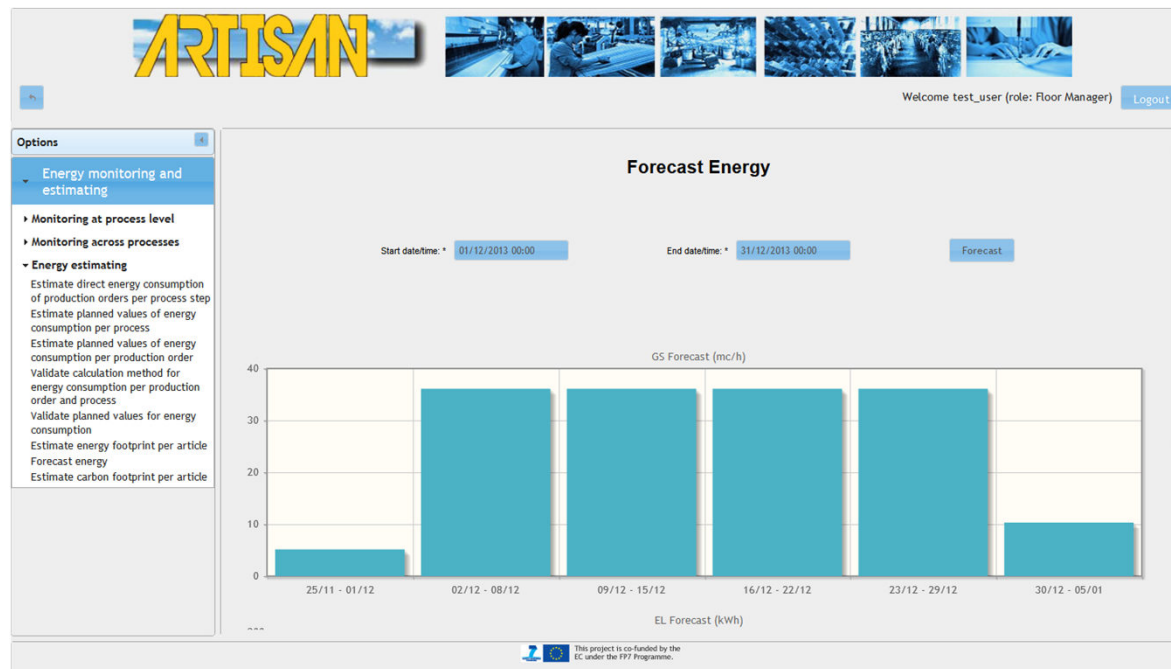 ARTISAN
Welcome test_user (role: Floor Manager)
Logout
Options
Energy monitoring and
estimating
Monitoring at process level
Monitoring across processes
Energy estimating
Estimate direct energy consumption
of production orders per process step
Estimate planned values of energy
consumption per process
Estimate planned values of energy
consumption per production order
Validate calculation method for
energy consumption per production
order and process
Validate planned values for energy
consumption
Estimate energy footprint per article
Forecast energy
Estimate carbon footprint per article
Forecast Energy
Start date/time: * 01/12/2013 00:00
End date/time: * 31/12/2013 00:00
Forecast
GS Forecast (mc/h)
40
30
20
10
0
25/11 - 01/12
02/12 - 08/12
09/12 - 15/12
16/12 - 22/12
23/12 - 29/12
30/12 - 05/01
EL Forecast (kWh)
This project is co-funded by the
EC under the FP7 Programme.